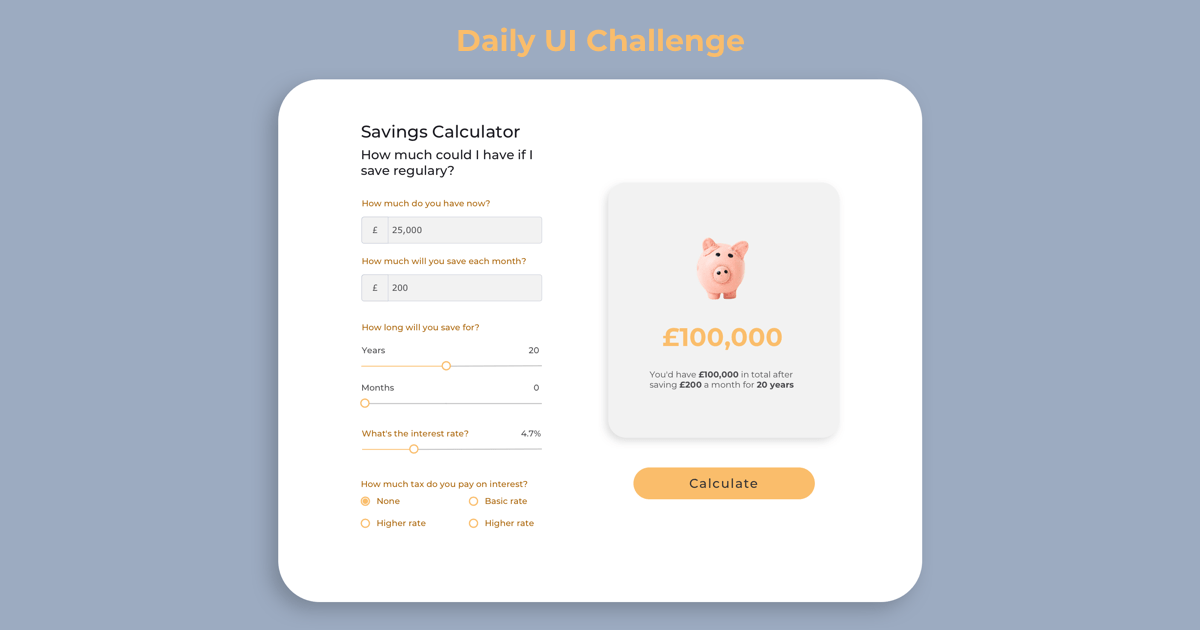 Daily UI Challenge
Savings Calculator
How much could I have if I
save regulary?
How much do you have now?
£ 25,000
How much will you save each month?
£ 200
How long will you save for?
Years 20
Months 0
What's the interest rate? 4.7%
How much tax do you pay on interest?
None Basic rate
Higher rate Higher rate
£100,000
You'd have £100,000 in total after
saving £200 a month for 20 years
Calculate